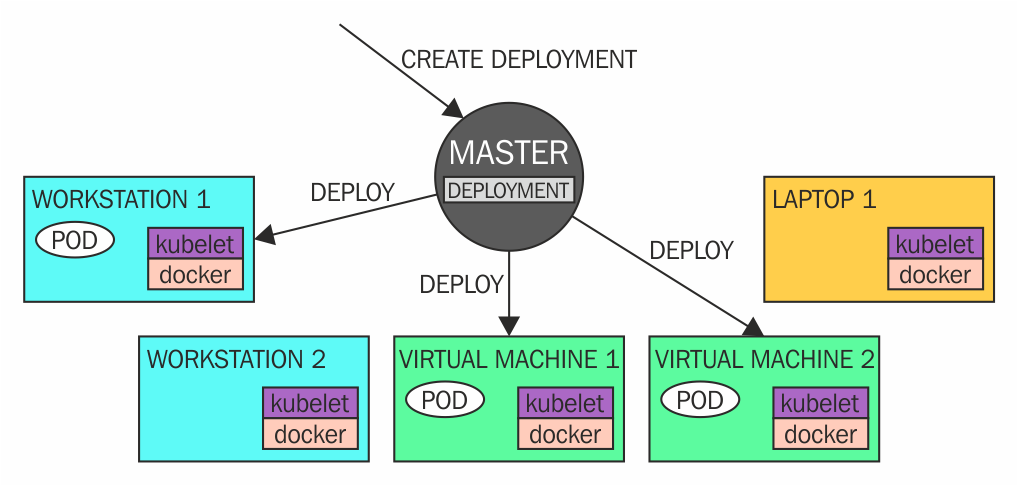 CREATE DEPLOYMENT
MASTER
DEPLOYMENT
DEPLOY
DEPLOY
DEPLOY
WORKSTATION 1
POD
kubelet
docker
LAPTOP 1
kubelet
docker
WORKSTATION 2
kubelet
docker
VIRTUAL MACHINE 1
POD
kubelet
docker
VIRTUAL MACHINE 2
POD
kubelet
docker